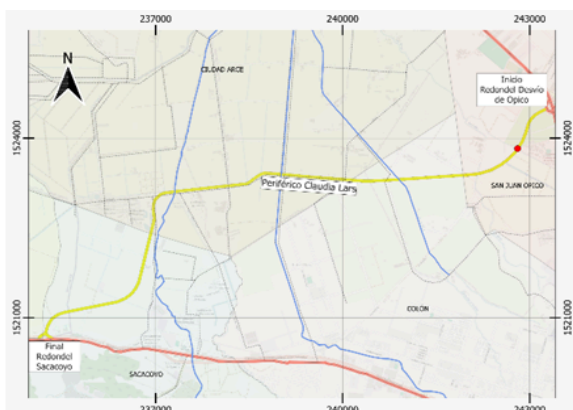 237000 240000 243000
N
CIUDAD ARCE
Inicio
Redondel Desvío
de Opico
1524000 1524000
Periférico Claudia Lars
SAN JUAN OPICO
1521000 1521000
COLÓN
Final
Redondel
Sacacoyo
SACACOYO
237000 240000 243000